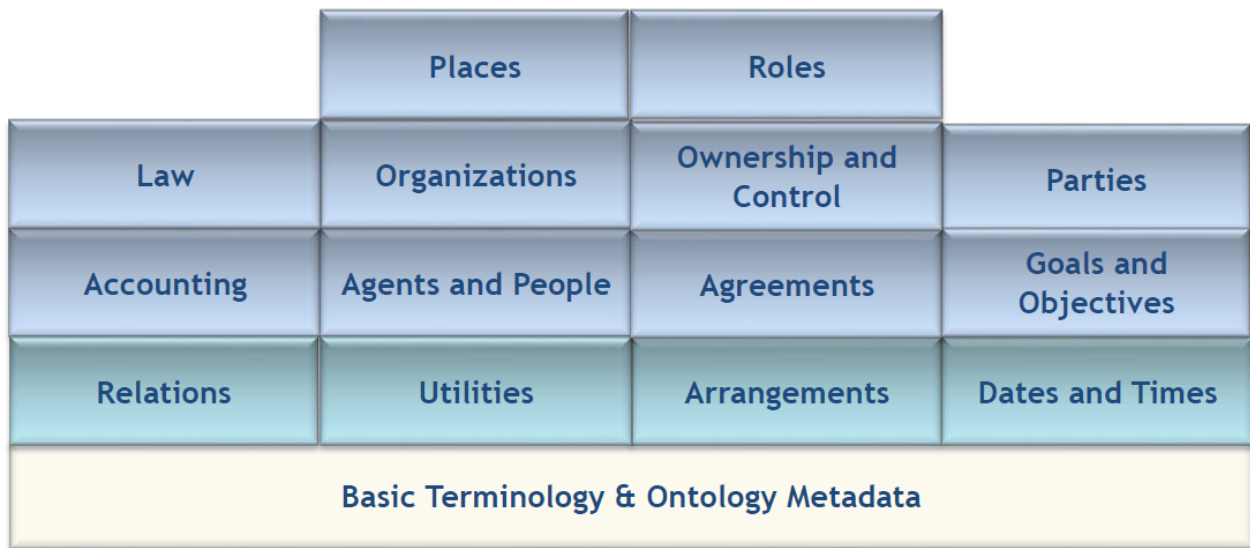 Places
Roles
Law
Organizations
Ownership and
Control
Parties
Accounting
Agents and People
Agreements
Goals and
Objectives
Relations
Utilities
Arrangements
Dates and Times
Basic Terminology & Ontology Metadata